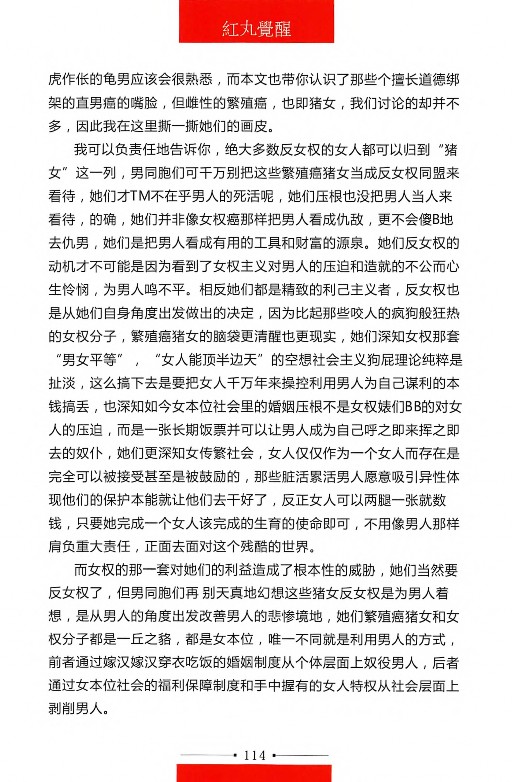 紅丸覺醒
虎作伥的龟男应该会很熟悉，而本文也带你认识了那些个擅长道德绑
架的直男癌的嘴脸，但雌性的繁殖癌，也即猪女，我们讨论的却并不
多，因此我在这里撕一撕她们的画皮。
我可以负责任地告诉你，绝大多数反女权的女人都可以归到“猪
女”这一列，男同胞们可千万别把这些繁殖癌猪女当成反女权同盟来
看待，她们才TM不在乎男人的死活呢，她们压根也没把男人当人来
看待，的确，她们并非像女权癌那样把男人看成仇敌，更不会傻B地
去仇男，她们是把男人看成有用的工具和财富的源泉。她们反女权的
动机才不可能是因为看到了女权主义对男人的压迫和造就的不公而心
生怜悯，为男人鸣不平。相反她们都是精致的利己主义者，反女权也
是从她们自身角度出发做出的决定，因为比起那些咬人的疯狗般狂热
的女权分子，繁殖癌猪女的脑袋更清醒也更现实，她们深知女权那套
“男女平等”，“女人能顶半边天”的空想社会主义狗屁理论纯粹是
扯淡，这么搞下去是要把女人千万年来操控利用男人为自己谋利的本
钱搞丢，也深知如今女本位社会里的婚姻压根不是女权婊们BB的对女
人的压迫，而是一张长期饭票并可以让男人成为自己呼之即来挥之即
去的奴仆，她们更深知女传繁社会，女人仅仅作为一个女人而存在是
完全可以被接受甚至是被鼓励的，那些脏活累活男人愿意吸引异性体
现他们的保护本能就让他们去干好了，反正女人可以两腿一张就数
钱，只要她完成一个女人该完成的生育的使命即可，不用像男人那样
肩负重大责任，正面去面对这个残酷的世界。
而女权的那一套对她们的利益造成了根本性的威胁，她们当然要
反女权了，但男同胞们再 别天真地幻想这些猪女反女权是为男人着
想，是从男人的角度出发改善男人的悲惨境地，她们繁殖癌猪女和女
权分子都是一丘之貉，都是女本位，唯一不同就是利用男人的方式，
前者通过嫁汉嫁汉穿衣吃饭的婚姻制度从个体层面上奴役男人，后者
通过女本位社会的福利保障制度和手中握有的女人特权从社会层面上
剥削男人。
114